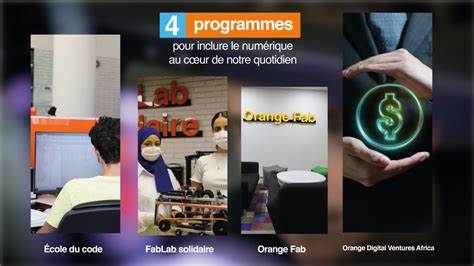 4 programmes
pour inclure le numérique
au cœur de notre quotidien
Lab
daire
Orange Fab
$
École du code
FabLab solidaire
Orange Fab
Orange Digital Ventures Africa